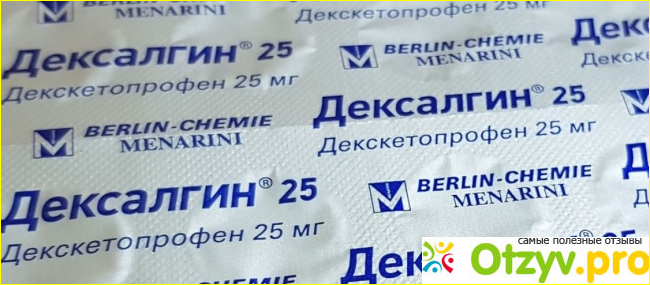 MENARINI
Декскетопрофен 25 мг
Дексалгин® 25
Декскетопрофен 25 мг
BERLIN-CHEMIE
MENARINI
BERLIN-CHEMIE
MENARINI
Дексалгин® 25
Декскетопрофен 25 мг
Дексалгин® 25
Декскетопрофен 25 мг
BERLIN-CHEMIE
MENARINI
самые полезные отзывы
Otzyv.pro